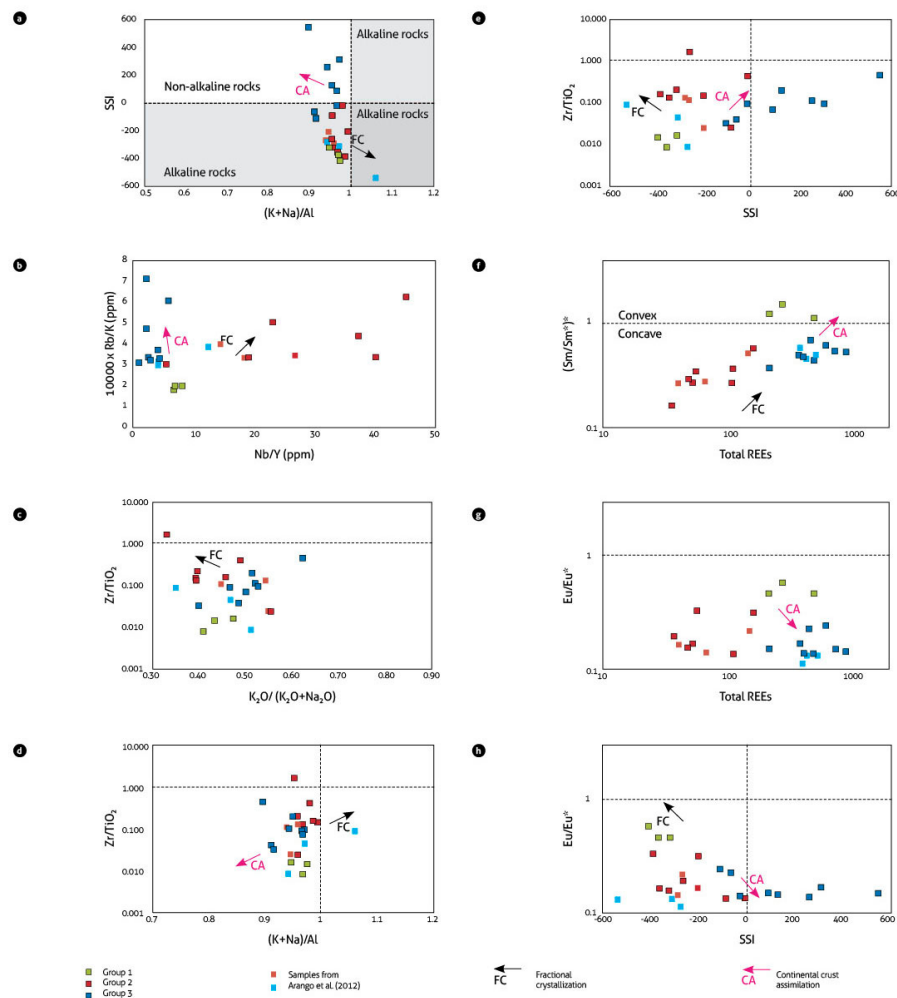 a
600
400
200
0
-200
-400
-600
SSI
Alkaline rocks
Non-alkaline rocks
CA
Alkaline rocks
FC
Alkaline rocks
0.5 0.6 0.7 0.8 0.9 1 1.1 1.2
(K+Na)/Al
b
8
7
6
5
4
3
2
1
0
10000 x Rb/K (ppm)
CA
FC
0 10 20 30 40 50
Nb/Y (ppm)
c
10.000
1.000
0.100
0.010
0.001
Zr/TiO₂
FC
0.30 0.40 0.50 0.60 0.70 0.80 0.90
K₂O/ (K₂O+Na₂O)
d
10.000
1.000
0.100
0.010
0.001
Zr/TiO₂
FC
CA
0.7 0.8 0.9 1 1.1 1.2
(K+Na)/Al
e
10.000
1.000
0.100
0.010
0.001
Zr/TiO₂
FC
CA
-600 -400 -200 0 200 400 600
SSI
f
1
0.1
(Sm/Sm*)*
Convex
Concave
CA
FC
10 100 1000
Total REEs
g
1
0.1
Eu/Eu*
CA
10 100 1000
Total REEs
h
1
0.1
Eu/Eu*
FC
CA
-600 -400 -200 0 200 400 600
SSI
Group 1
Group 2
Group 3
Samples from
Arango et al. (2012)
FC
Fractional
crystallization
CA
Continental crust
assimilation